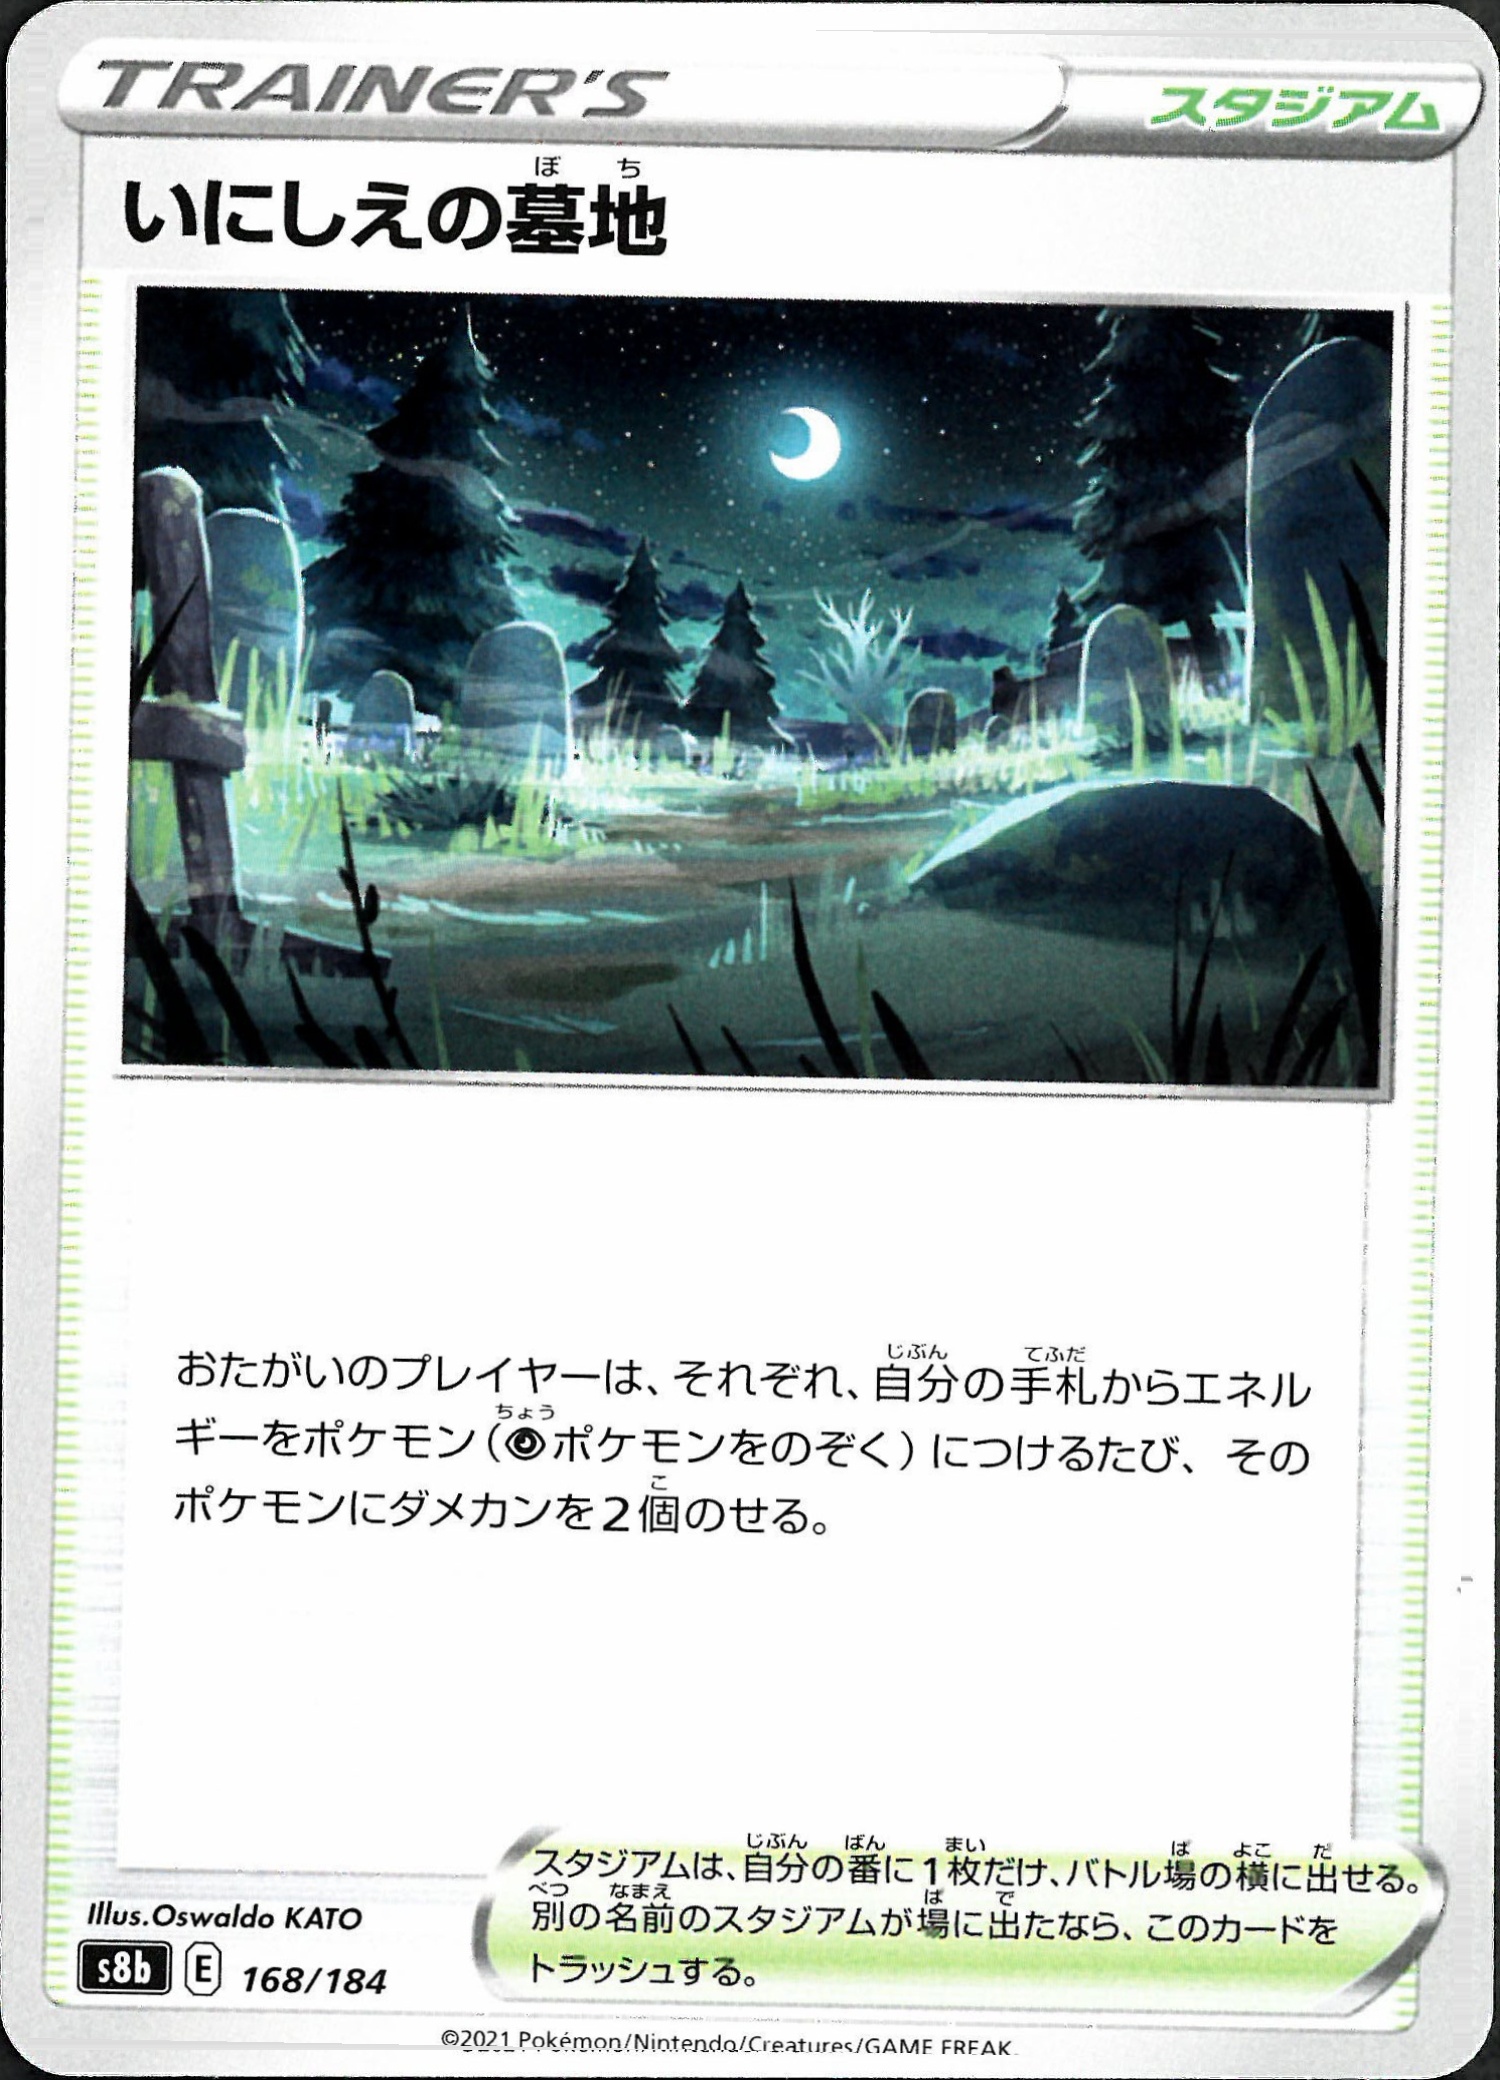 TRAINER'S
スタジアム
いにしえの墓地
ぼち
おたがいのプレイヤーは、それぞれ、自分の手札からエネル
じぶん てふだ
ギーをポケモン(ポケモンをのぞく)につけるたび、その
ちょう
ポケモンにダメカンを2個のせる。
こ
スタジアムは、自分の番に1枚だけ、バトル場の横に出せる。
じぶん ばん まい ば よこ だ
別の名前のスタジアムが場に出たなら、このカードを
べつ なまえ ば で
トラッシュする。
Illus.Oswaldo KATO
s8b E 168/184
©2021 Pokémon/Nintendo/Creatures/GAME FREAK.